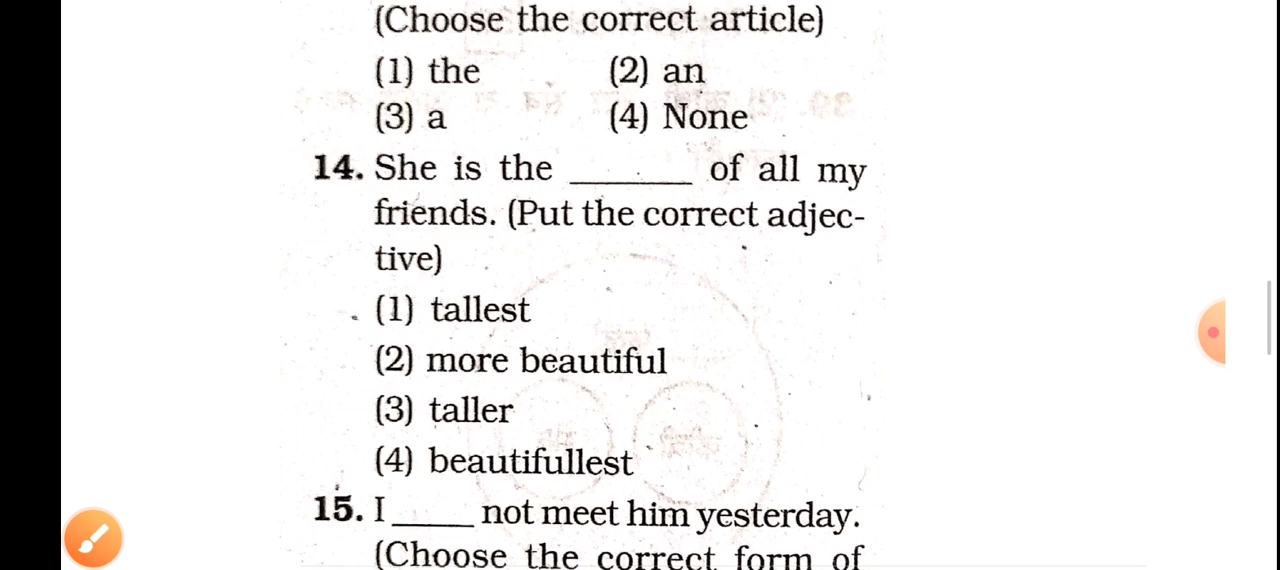 (Choose the correct article)
(1) the (2) an
(3) a (4) None
14. She is the ______ of all my
friends. (Put the correct adjec-
tive)
(1) tallest
(2) more beautiful
(3) taller
(4) beautifullest
15. I ____ not meet him yesterday.
(Choose the correct form of